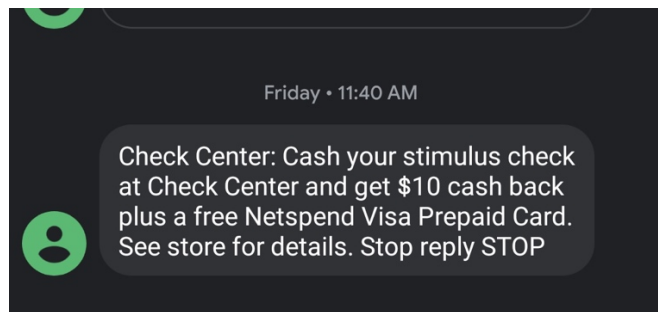 Friday • 11:40 AM
Check Center: Cash your stimulus check
at Check Center and get $10 cash back
plus a free Netspend Visa Prepaid Card.
See store for details. Stop reply STOP